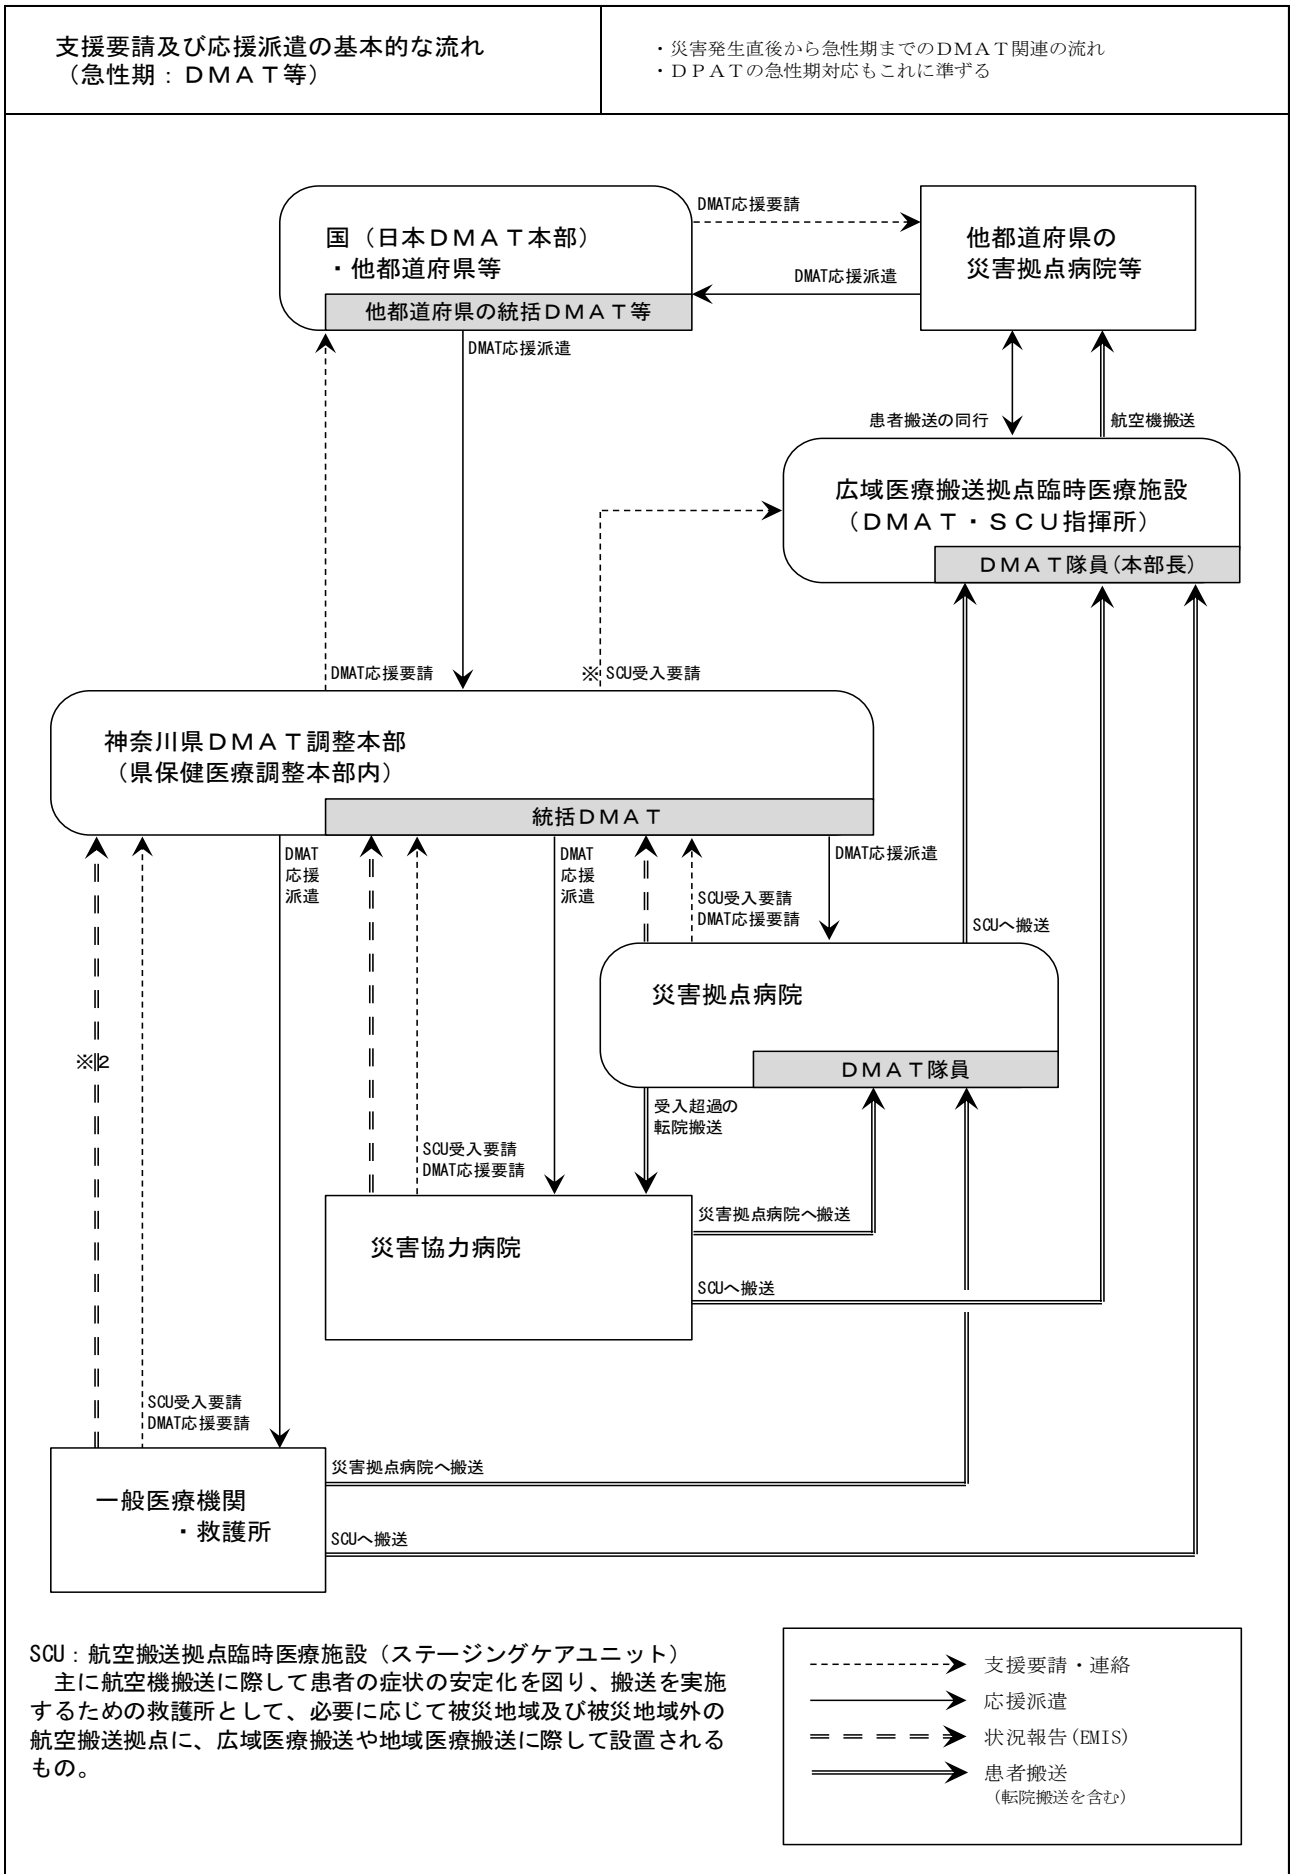 支援要請及び応援派遣の基本的な流れ
（急性期：ＤＭＡＴ等）
・災害発生直後から急性期までのＤＭＡＴ関連の流れ
・ＤＰＡＴの急性期対応もこれに準ずる
国（日本ＤＭＡＴ本部）
・他都道府県等
他都道府県の統括ＤＭＡＴ等
DMAT応援要請
DMAT応援派遣
他都道府県の
災害拠点病院等
DMAT応援派遣
患者搬送の同行
航空機搬送
広域医療搬送拠点臨時医療施設
（ＤＭＡＴ・ＳＣＵ指揮所）
ＤＭＡＴ隊員(本部長)
DMAT応援要請
※ SCU受入要請
神奈川県ＤＭＡＴ調整本部
（県保健医療調整本部内）
統括ＤＭＡＴ
DMAT
応援
派遣
DMAT
応援
派遣
DMAT応援派遣
SCU受入要請
DMAT応援要請
SCUへ搬送
災害拠点病院
ＤＭＡＴ隊員
※2
受入超過の
転院搬送
SCU受入要請
DMAT応援要請
災害協力病院
災害拠点病院へ搬送
SCUへ搬送
SCU受入要請
DMAT応援要請
一般医療機関
・救護所
災害拠点病院へ搬送
SCUへ搬送
SCU：航空搬送拠点臨時医療施設（ステージングケアユニット）
主に航空機搬送に際して患者の症状の安定化を図り、搬送を実施
するための救護所として、必要に応じて被災地域及び被災地域外の
航空搬送拠点に、広域医療搬送や地域医療搬送に際して設置される
もの。
支援要請・連絡
応援派遣
状況報告(EMIS)
患者搬送
（転院搬送を含む）